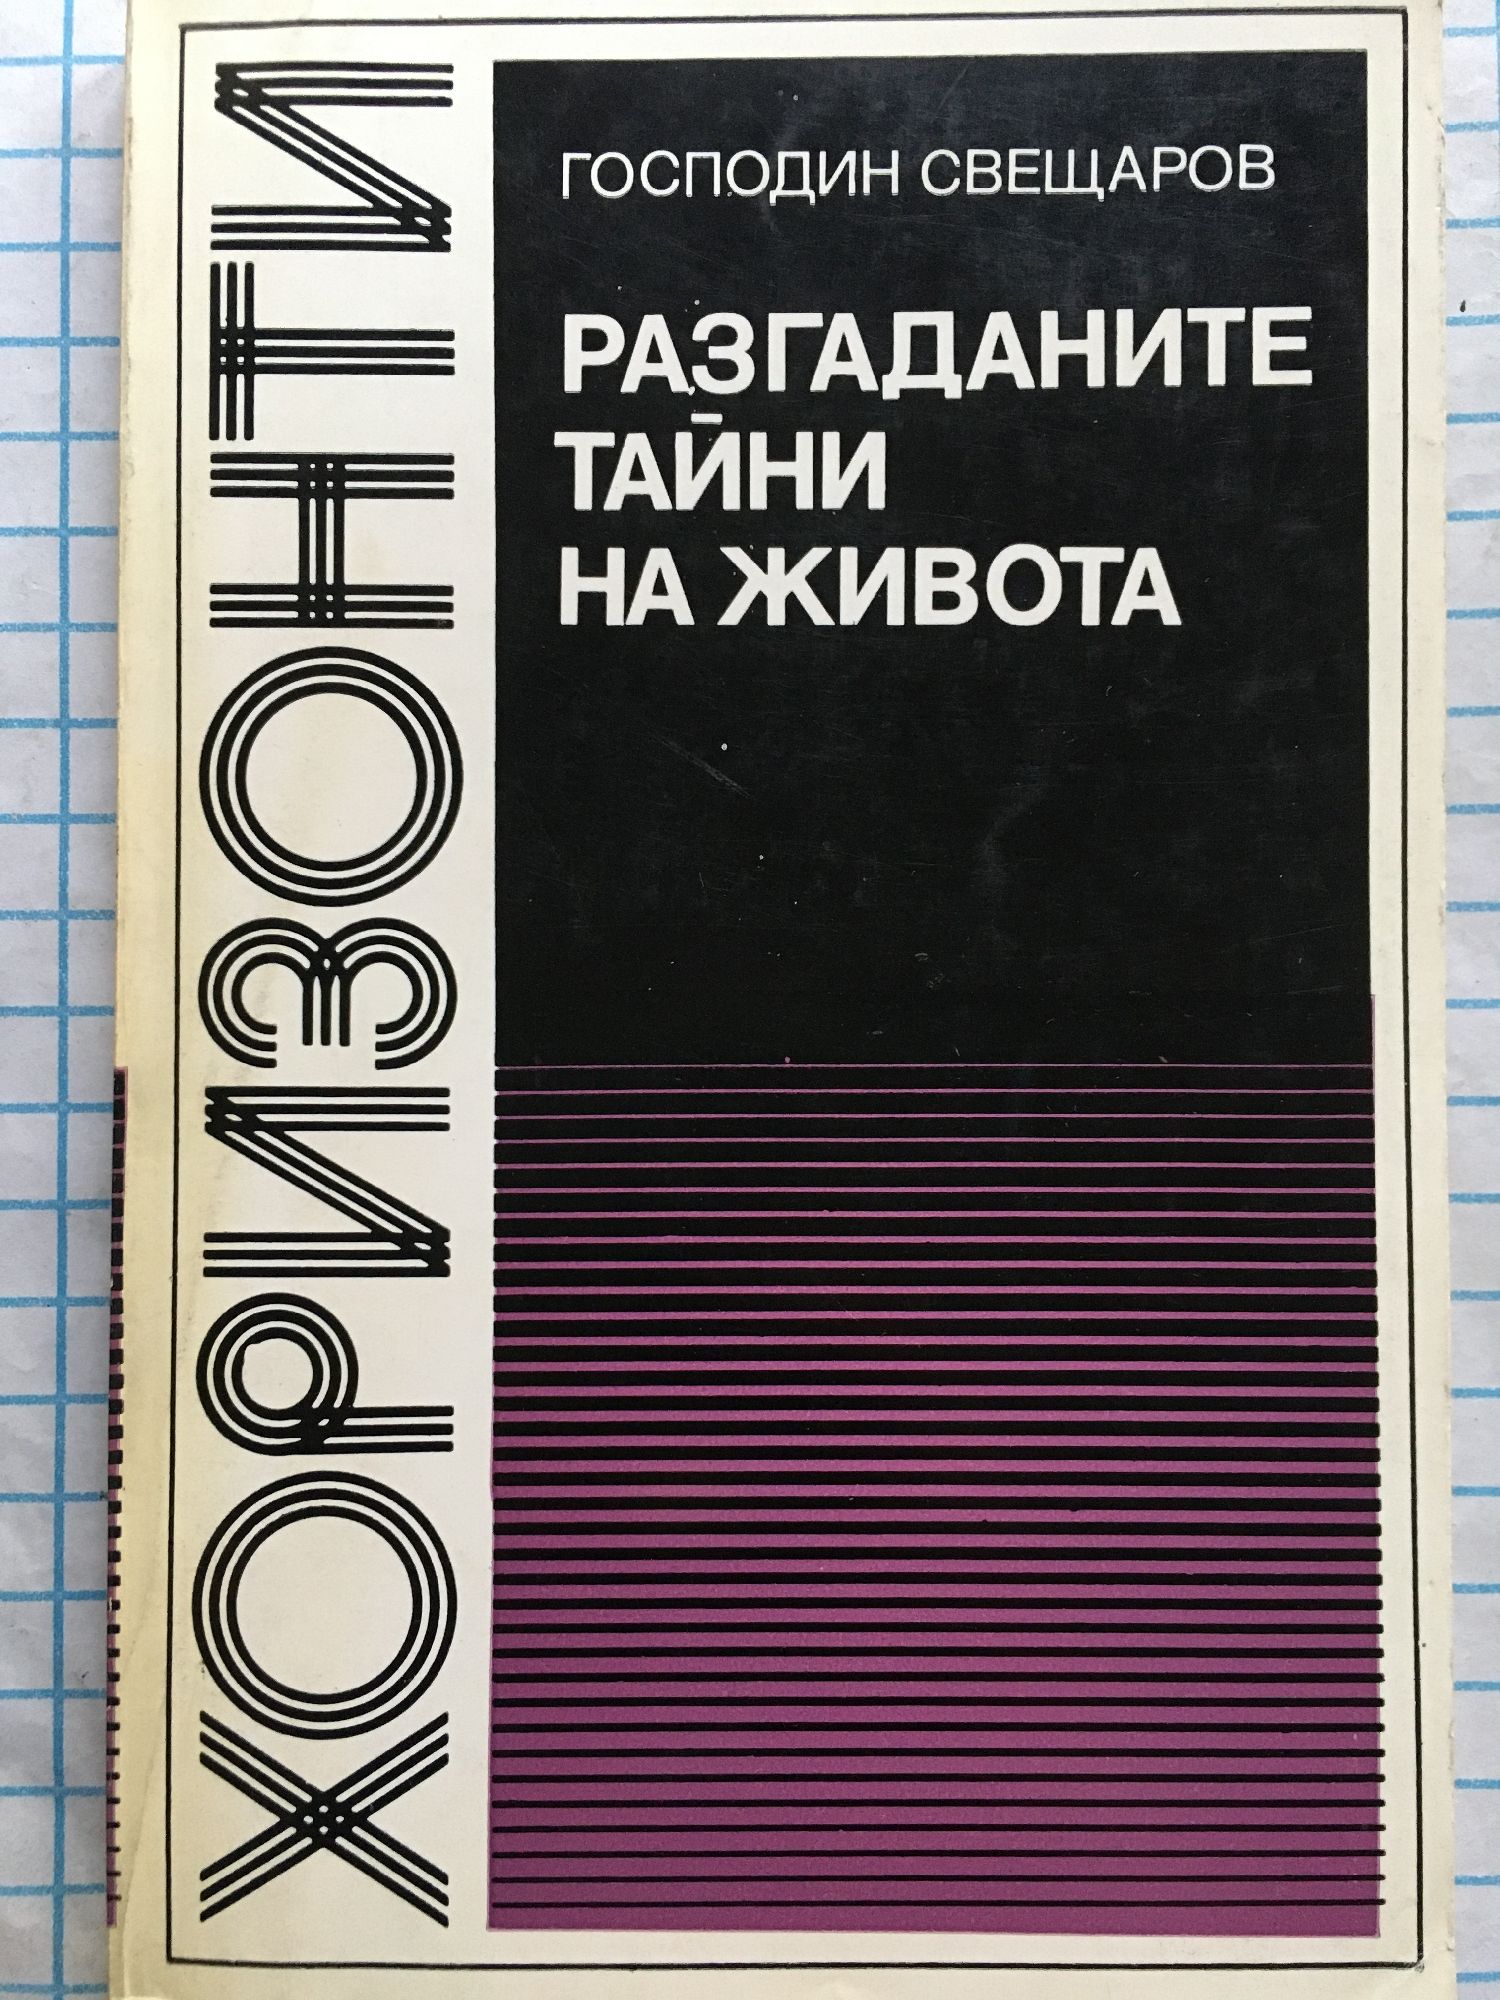 ХОРИЗОНТИ
ГОСПОДИН СВЕЩАРОВ
РАЗГАДАНИТЕ
ТАЙНИ
НА ЖИВОТА